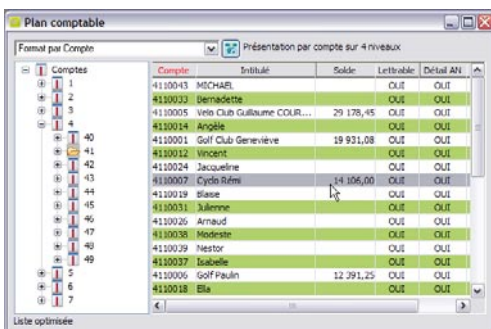 Plan comptable
Format par Compte
Présentation par compte sur 4 niveaux
Comptes
1
2
3
4
40
41
42
43
44
45
46
47
48
49
5
6
7
Compte Intitulé Solde Lettrable Détail AN
4110043 MICHAEL OUI OUI
4110033 Bernadette OUI OUI
4110005 Velo Club Guillaume COUR... 29 178,45 OUI OUI
4110014 Angèle OUI OUI
4110001 Golf Club Geneviève 19 931,08 OUI OUI
4110012 Vincent OUI OUI
4110024 Jacqueline OUI OUI
4110007 Cyclo Rémi 14 106,00 OUI OUI
4110019 Blaise OUI OUI
4110031 Julienne OUI OUI
4110026 Arnaud OUI OUI
4110038 Modeste OUI OUI
4110039 Nestor OUI OUI
4110037 Isabelle OUI OUI
4110006 Golf Paulin 12 391,25 OUI OUI
4110018 Ella OUI OUI
Liste optimisée